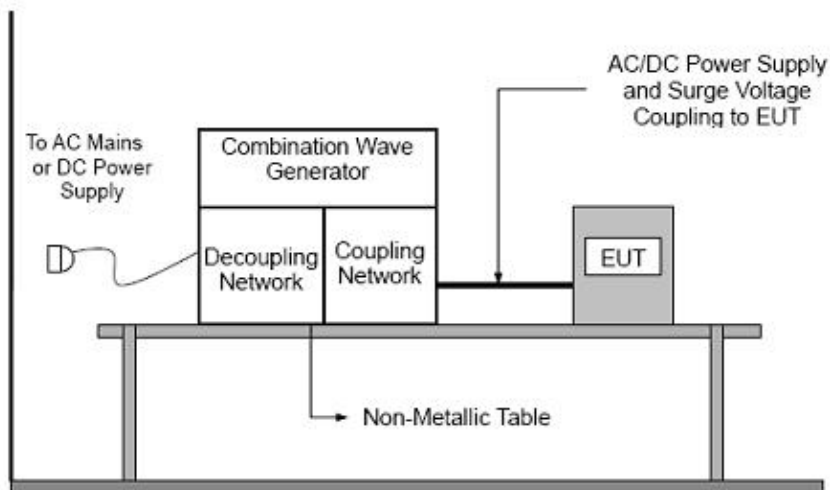 AC/DC Power Supply
and Surge Voltage
Coupling to EUT
To AC Mains
or DC Power
Supply
Combination Wave
Generator
Decoupling
Network
Coupling
Network
EUT
Non-Metallic Table